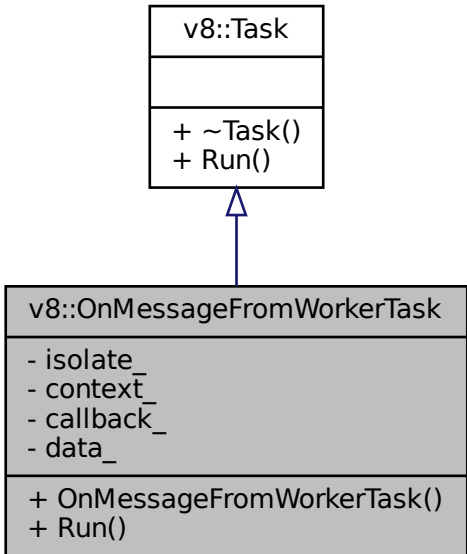 v8::Task
+ ~Task()
+ Run()
v8::OnMessageFromWorkerTask
- isolate_
- context_
- callback_
- data_
+ OnMessageFromWorkerTask()
+ Run()